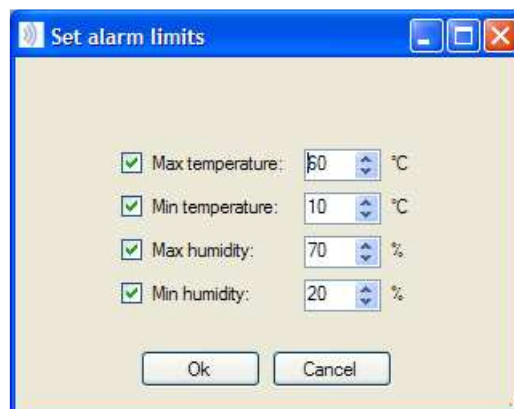 Set alarm limits
Max temperature: 60 °C
Min temperature: 10 °C
Max humidity: 70 %
Min humidity: 20 %
Ok Cancel